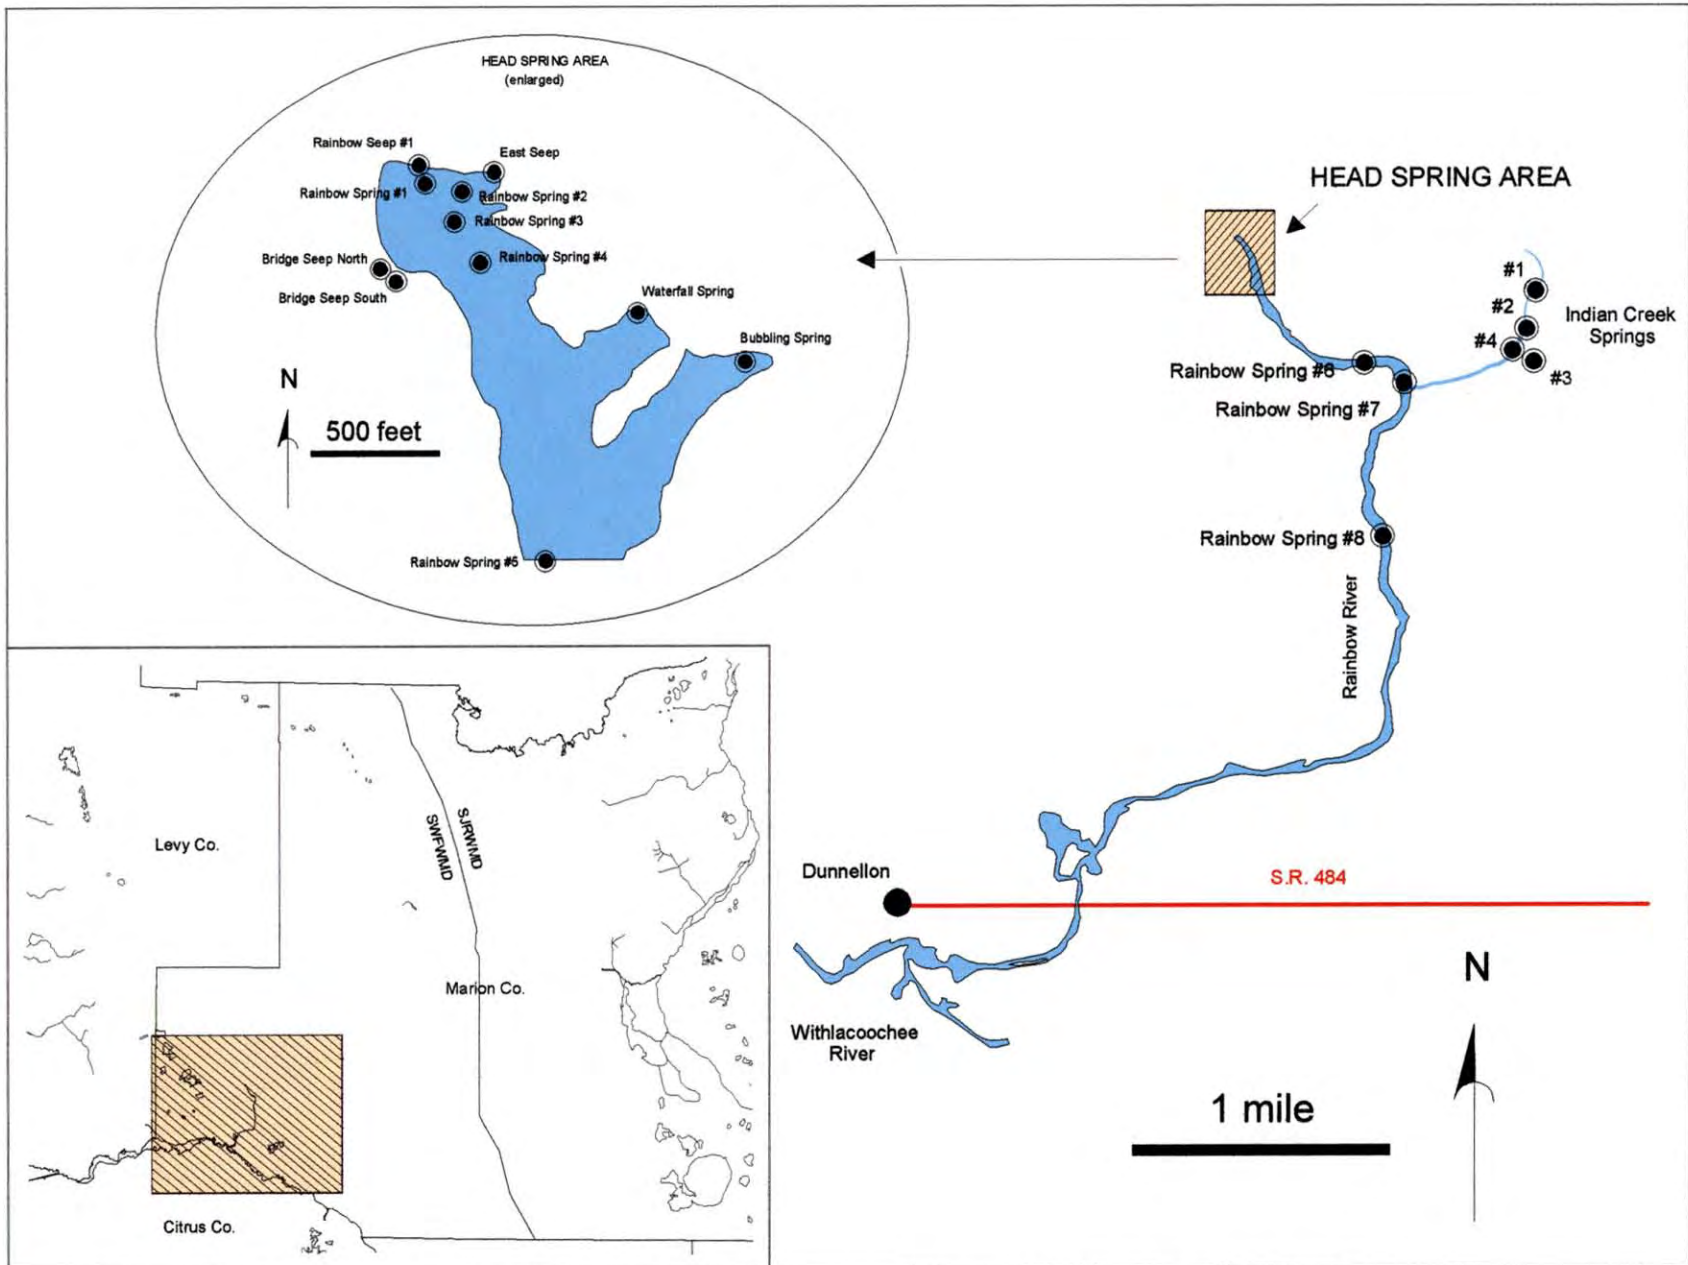 HEAD SPRING AREA
(enlarged)
Rainbow Seep #1
East Seep
Rainbow Spring #1
Rainbow Spring #2
Rainbow Spring #3
Rainbow Spring #4
Bridge Seep North
Bridge Seep South
Waterfall Spring
Bubbling Spring
N
500 feet
Rainbow Spring #5
HEAD SPRING AREA
#1
#2
#4
#3
Indian Creek
Springs
Rainbow Spring #6
Rainbow Spring #7
Rainbow Spring #8
Rainbow River
Dunnellon
S.R. 484
Withlacoochee
River
N
1 mile
Levy Co.
SJRWMD
SWFWMD
Marion Co.
Citrus Co.